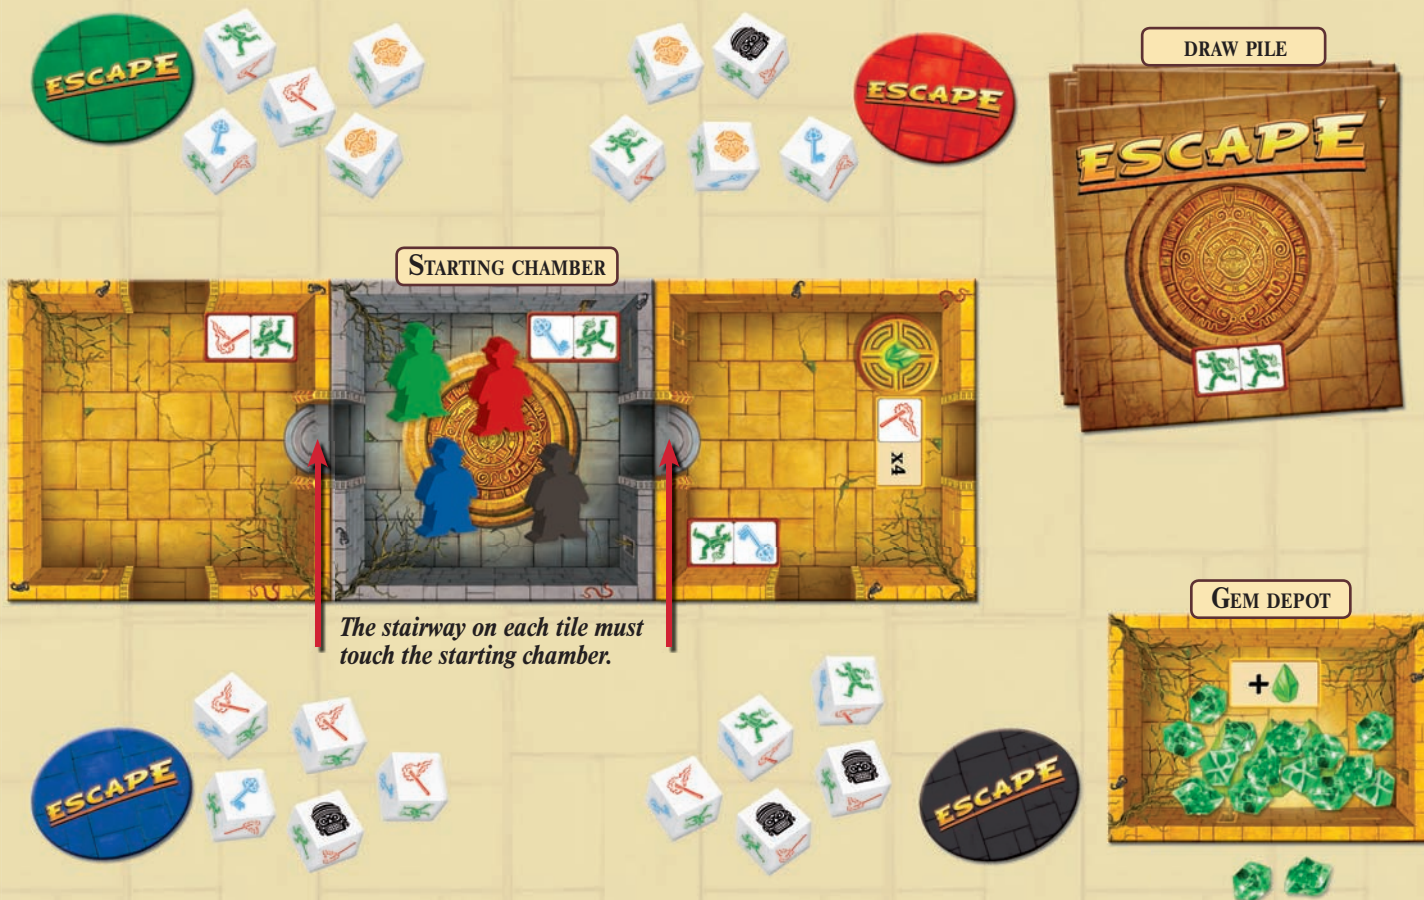 ESCAPE
ESCAPE
DRAW PILE
ESCAPE
STARTING CHAMBER
x4
The stairway on each tile must
touch the starting chamber.
GEM DEPOT
+
ESCAPE
ESCAPE